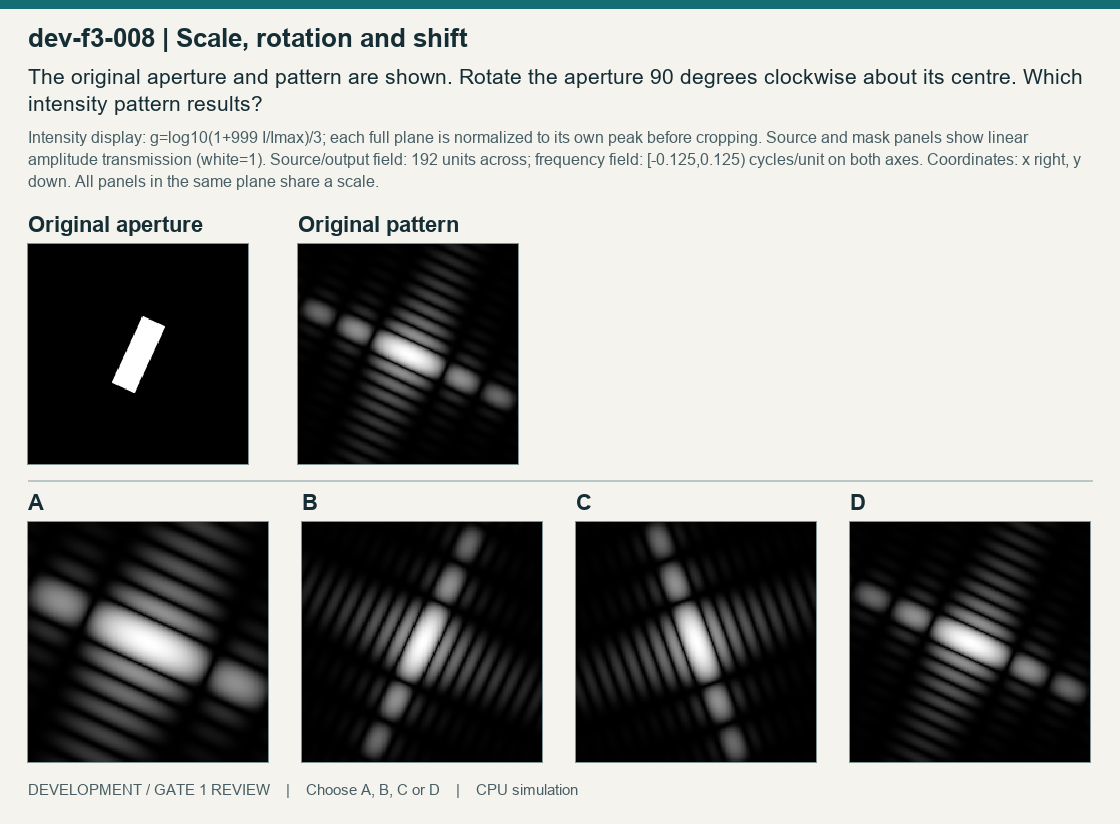 dev-f3-008 | Scale, rotation and shift
The original aperture and pattern are shown. Rotate the aperture 90 degrees clockwise about its centre. Which
intensity pattern results?
Intensity display: g=log10(1+999 I/Imax)/3; each full plane is normalized to its own peak before cropping. Source and mask panels show linear
amplitude transmission (white=1). Source/output field: 192 units across; frequency field: [-0.125,0.125) cycles/unit on both axes. Coordinates: x right, y
down. All panels in the same plane share a scale.
Original aperture
Original pattern
A
B
C
D
DEVELOPMENT / GATE 1 REVIEW | Choose A, B, C or D | CPU simulation